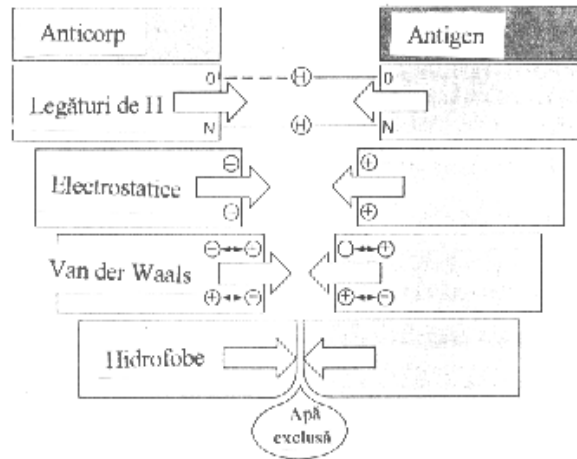 Anticorp
Antigen
Legături de H
O
H
O
N
H
N
Electrostatice
Van der Waals
Hidrofobe
Apă
exclusă